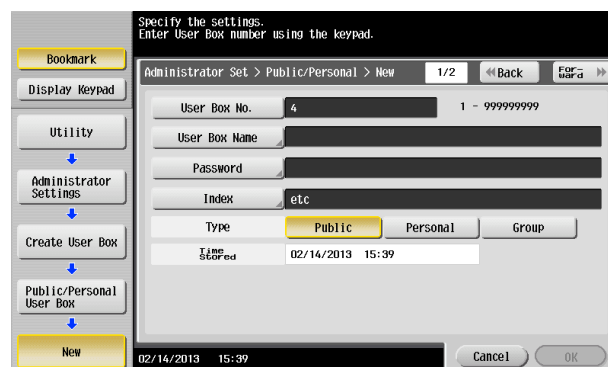 Specify the settings.
Enter User Box number using the keypad.
Bookmark
Display Keypad
Utility
Administrator
Settings
Create User Box
Public/Personal
User Box
New
Administrator Set > Public/Personal > New
1/2
Back
For-
ward
User Box No.
4
1 - 999999999
User Box Name
Password
Index
etc
Type
Public
Personal
Group
Time
Stored
02/14/2013 15:39
02/14/2013 15:39
Cancel
OK